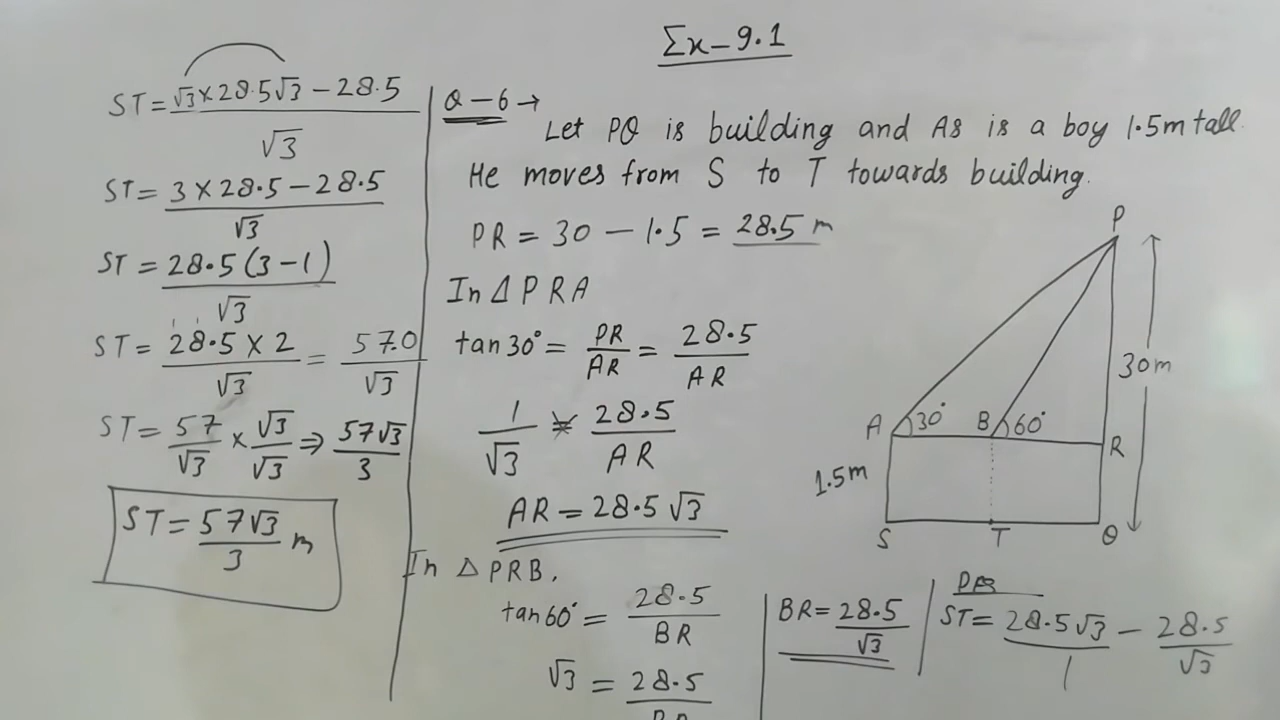 Ex-9.1
Q-6→
Let PQ is building and AS is a boy 1.5m tall.
He moves from S to T towards building.
PR = 30 - 1.5 = 28.5 m
In Δ PRA
tan30° = PR/AR = 28.5/AR
1/√3 = 28.5/AR
AR = 28.5√3
In Δ PRB,
tan60° = 28.5/BR
√3 = 28.5/BR
BR = 28.5/√3
ST = 28.5√3/1 - 28.5/√3
ST = (√3×28.5√3 - 28.5)/√3
ST = (3×28.5 - 28.5)/√3
ST = 28.5(3-1)/√3
ST = 28.5×2/√3 = 57.0/√3
ST = 57/√3 × √3/√3 ⇒ 57√3/3
ST = 57√3/3 m
P
30m
A 30° B 60° R
1.5m
S T Q